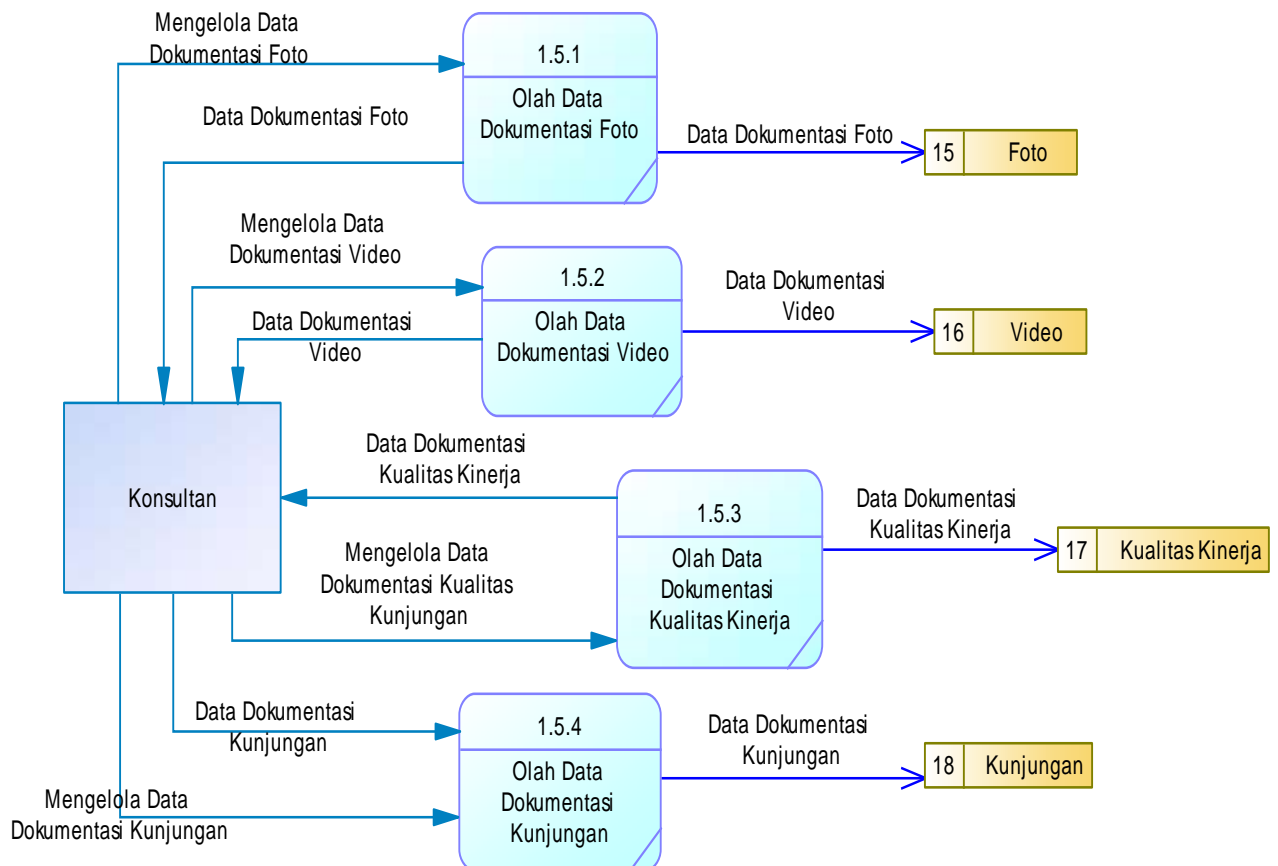 Mengelola Data
Dokumentasi Foto
1.5.1
Olah Data
Dokumentasi Foto
Data Dokumentasi Foto
Data Dokumentasi Foto
15
Foto
Mengelola Data
Dokumentasi Video
1.5.2
Olah Data
Dokumentasi Video
Data Dokumentasi
Video
Data Dokumentasi
Video
16
Video
Konsultan
Data Dokumentasi
Kualitas Kinerja
1.5.3
Olah Data
Dokumentasi
Kualitas Kinerja
Data Dokumentasi
Kualitas Kinerja
17
Kualitas Kinerja
Mengelola Data
Dokumentasi Kualitas
Kunjungan
Data Dokumentasi
Kunjungan
1.5.4
Olah Data
Dokumentasi
Kunjungan
Data Dokumentasi
Kunjungan
18
Kunjungan
Mengelola Data
Dokumentasi Kunjungan